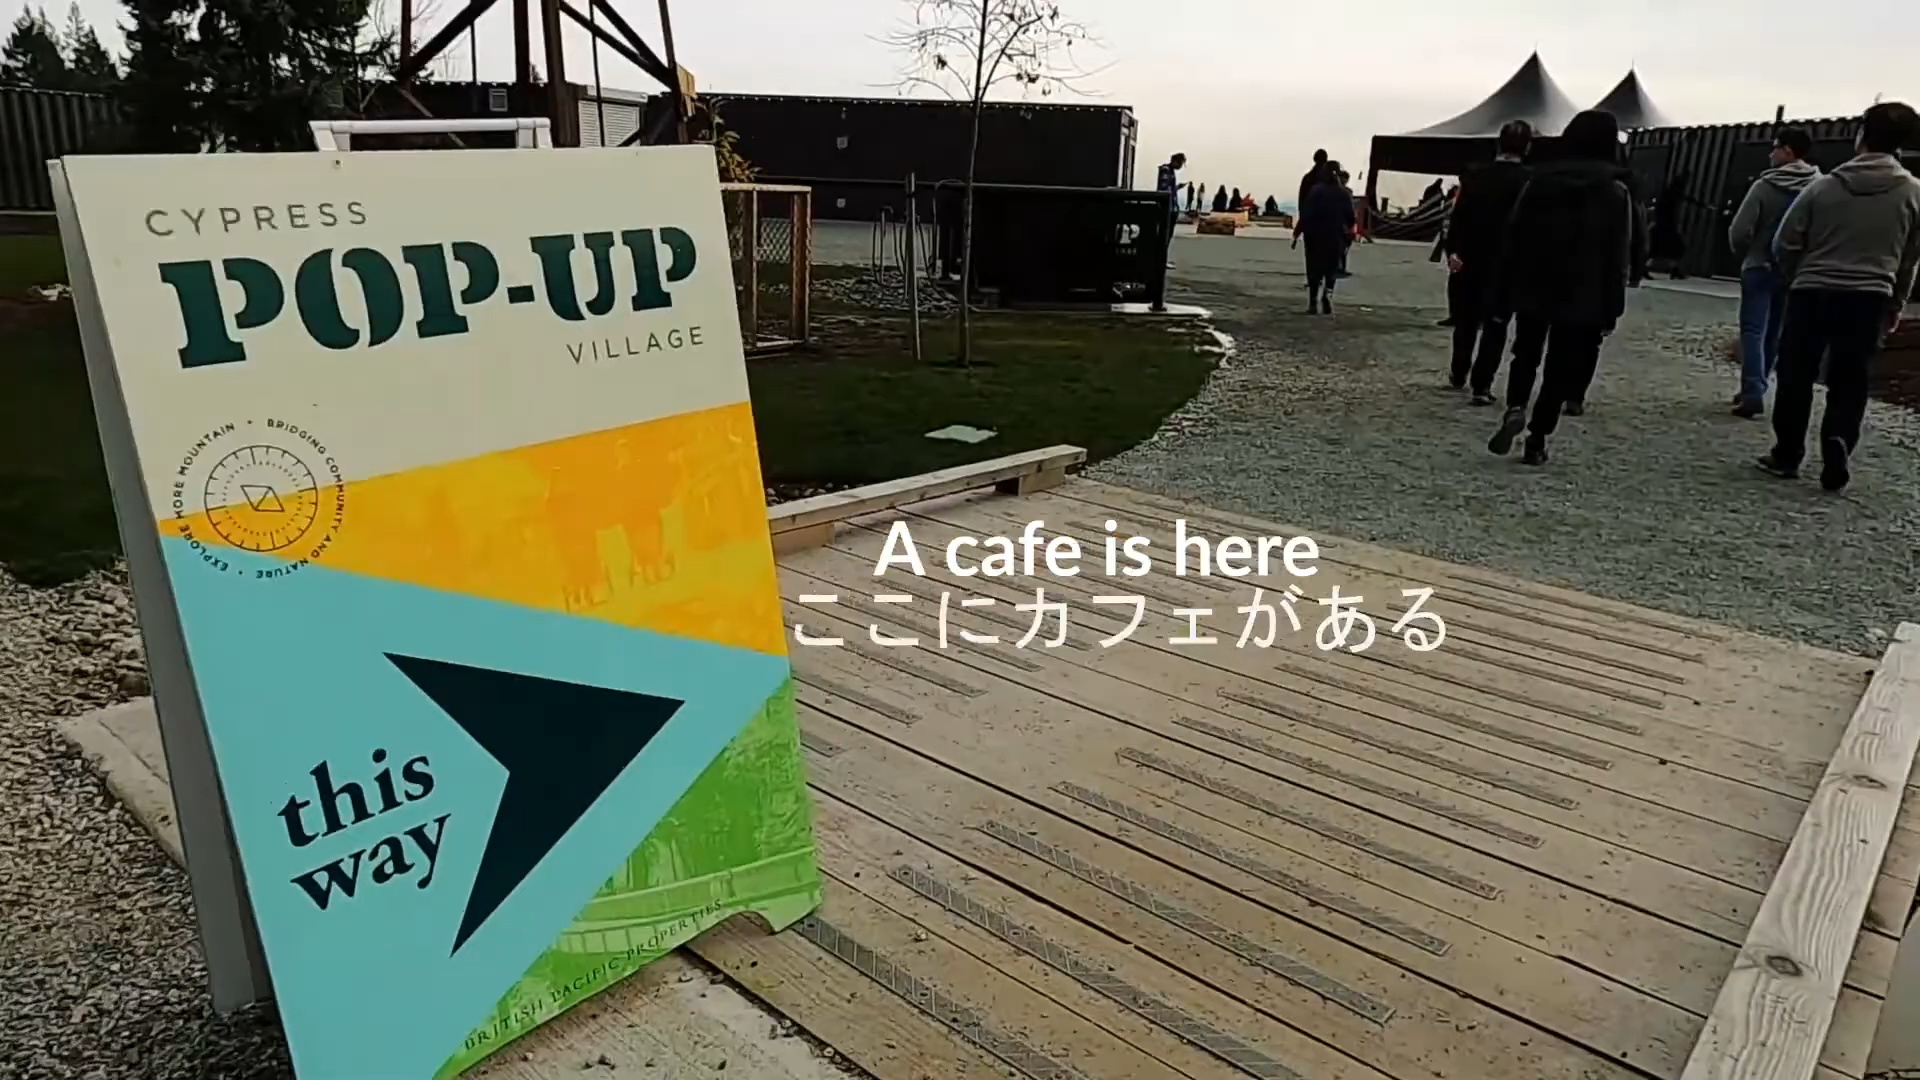 CYPRESS
POP-UP
VILLAGE
EXPLORE MORE MOUNTAIN • BRIDGING COMMUNITY AND NATURE •
this
way
BRITISH PACIFIC PROPERTIES
A cafe is here
ここにカフェがある